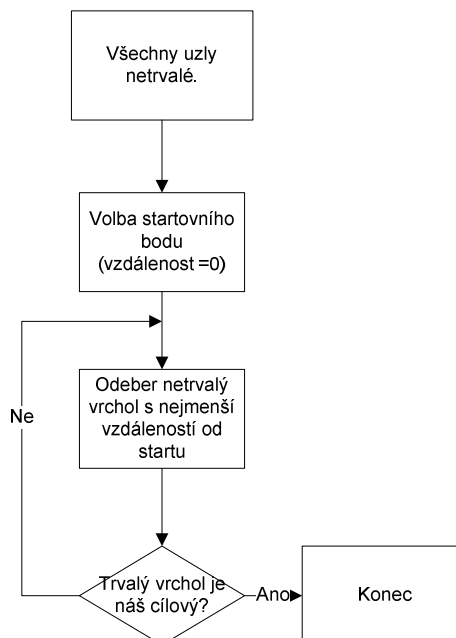 Všechny uzly
netrvalé.
Volba startovního
bodu
(vzdálenost =0)
Odeber netrvalý
vrchol s nejmenší
vzdáleností od
startu
Ne
Trvalý vrchol je
náš cílový?
Ano
Konec